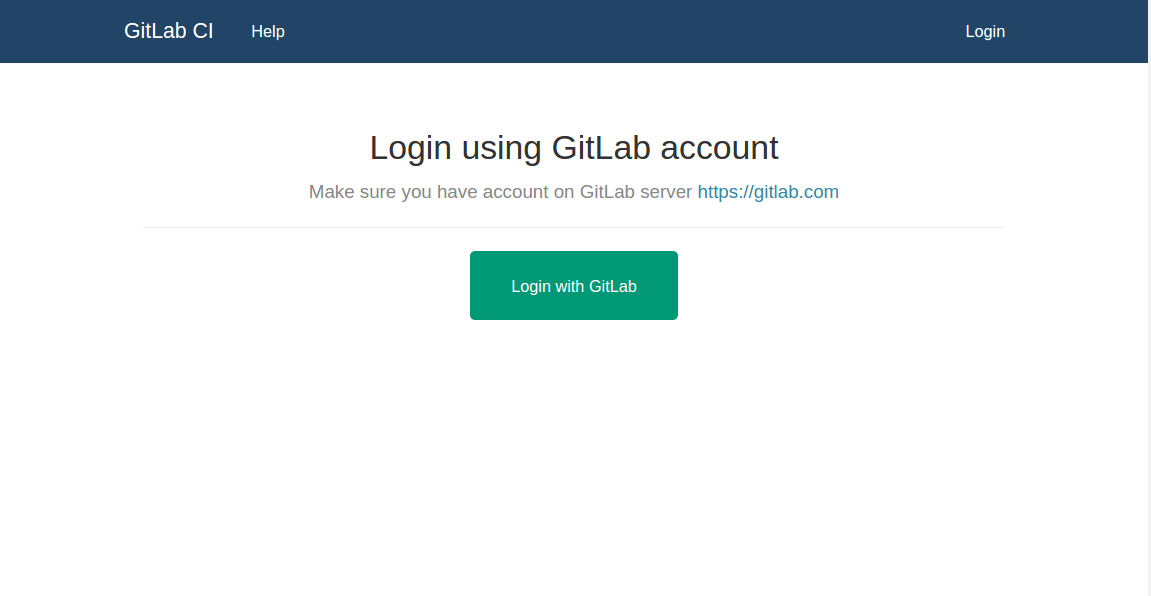 GitLab CI Help Login
Login using GitLab account
Make sure you have account on GitLab server https://gitlab.com
Login with GitLab